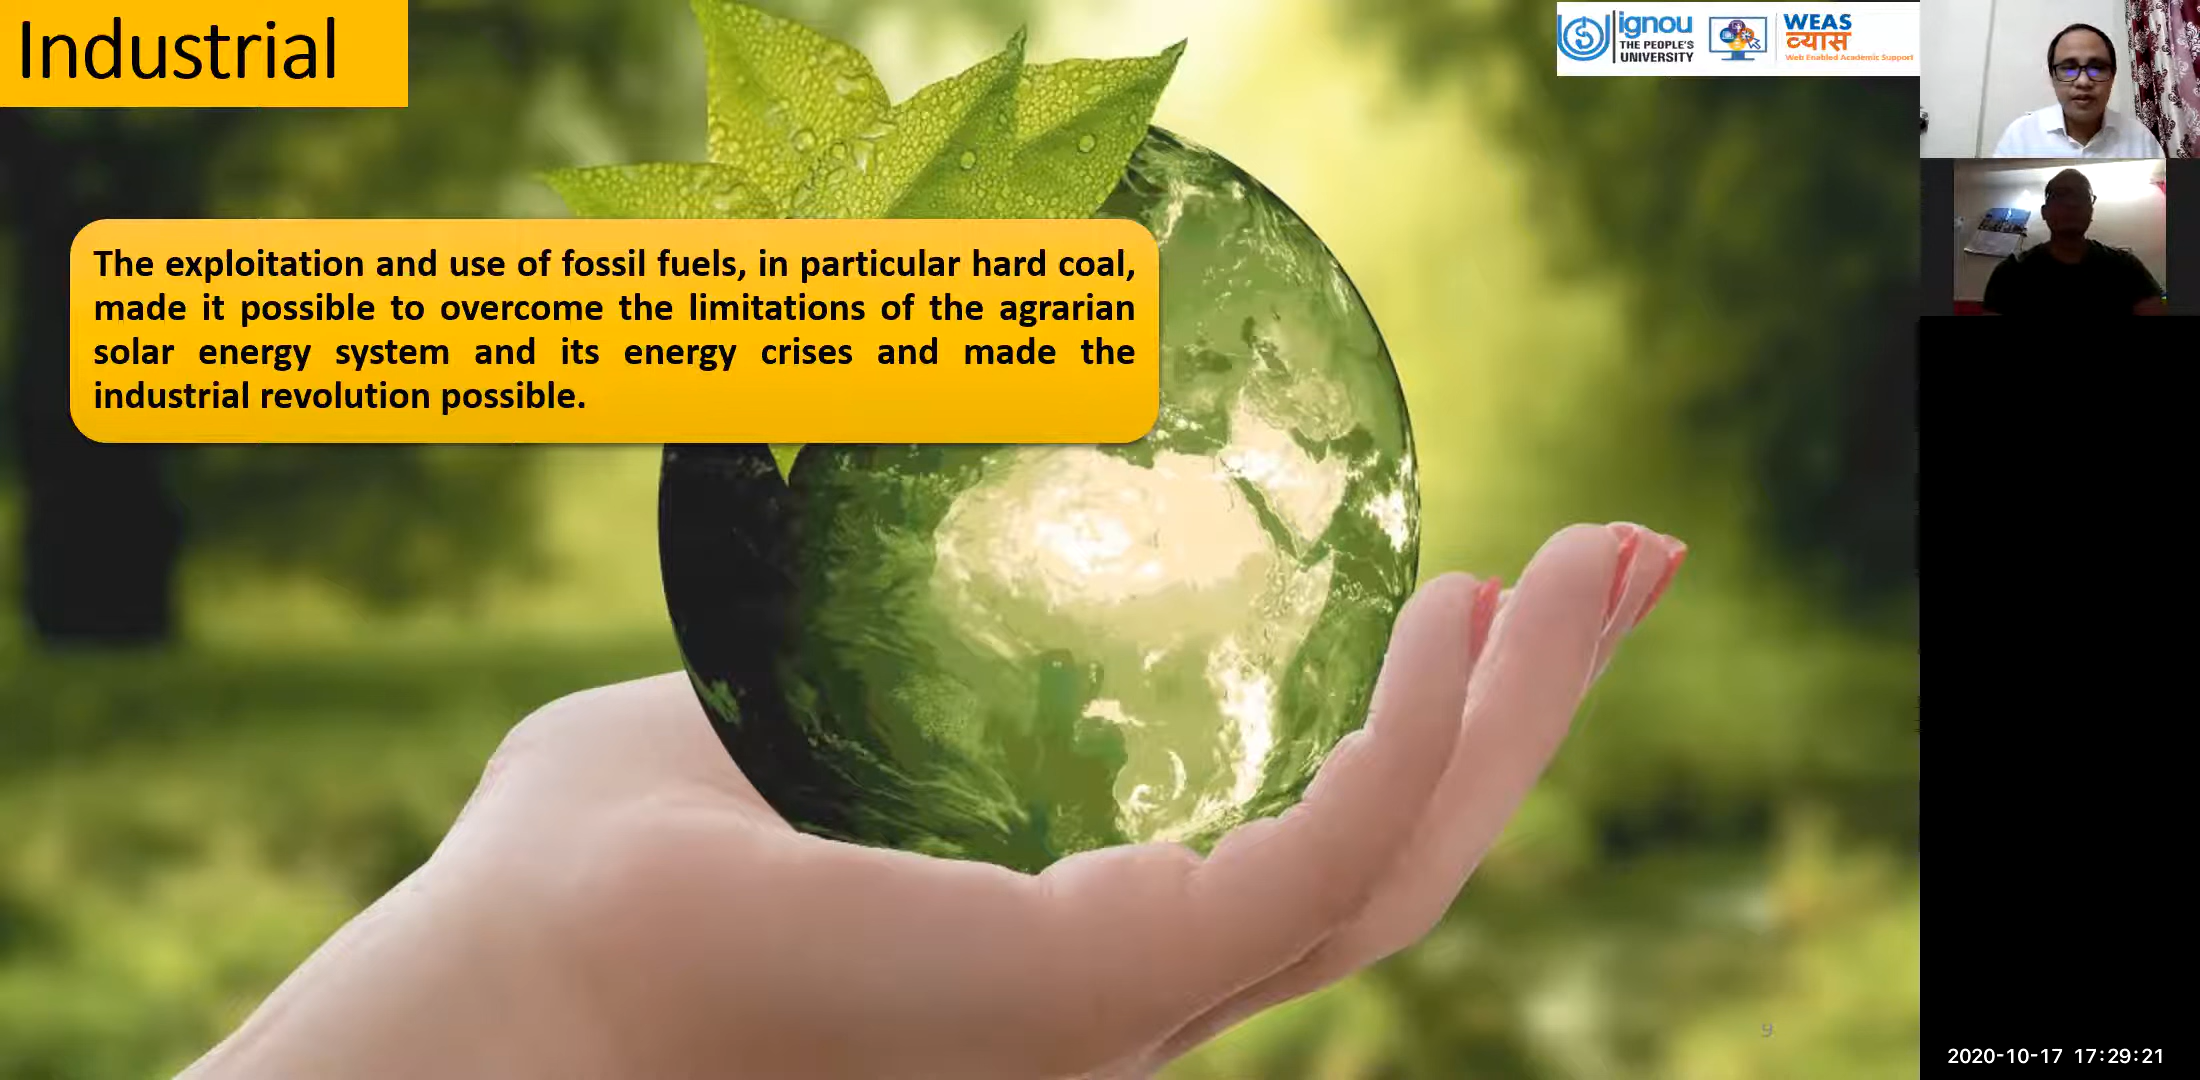 Industrial
ignou
THE PEOPLE'S
UNIVERSITY
WEAS
व्यास
Web Enabled Academic Support
The exploitation and use of fossil fuels, in particular hard coal,
made it possible to overcome the limitations of the agrarian
solar energy system and its energy crises and made the
industrial revolution possible.
9
2020-10-17 17:29:21